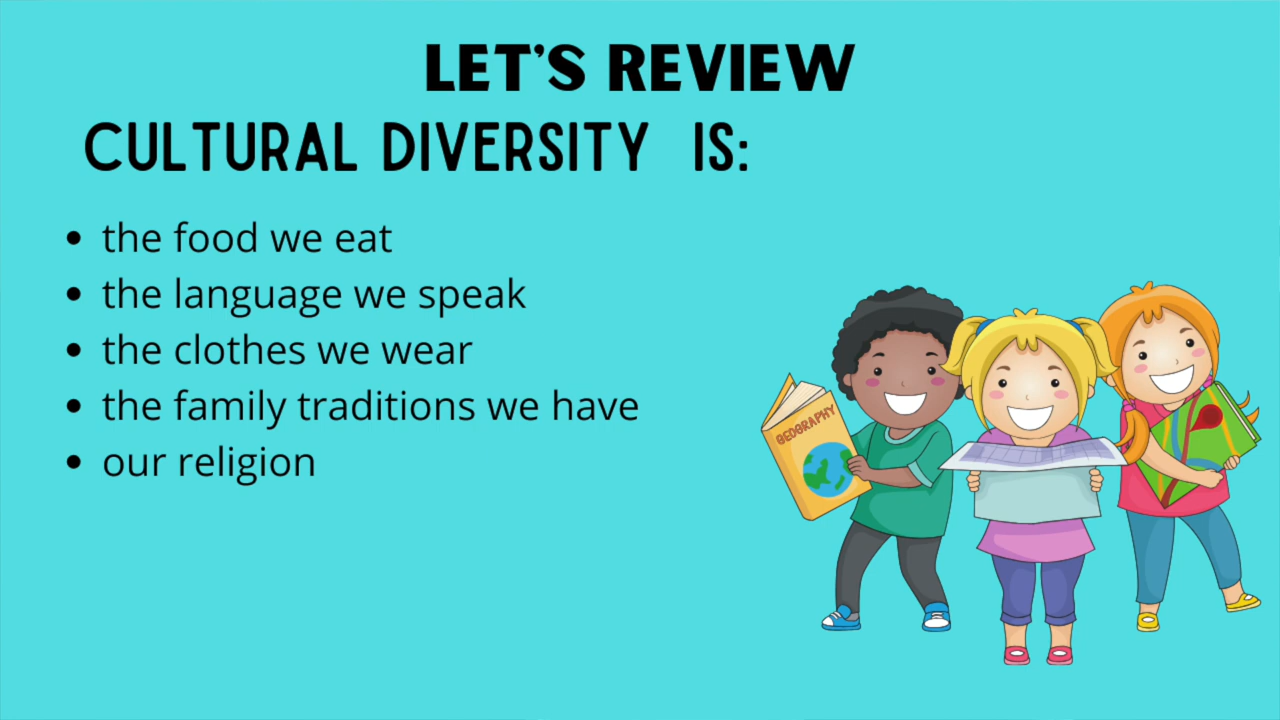 LET'S REVIEW
CULTURAL DIVERSITY IS:
• the food we eat
• the language we speak
• the clothes we wear
• the family traditions we have
• our religion
GEOGRAPHY